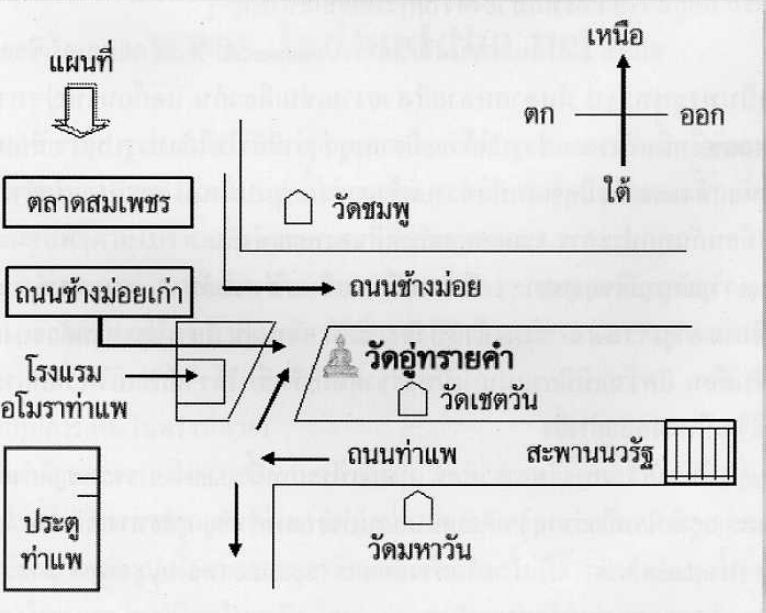 แผนที่
เหนือ
ตก
ออก
ใต้
ตลาดสมเพชร
วัดชมพู
ถนนช้างม่อยเก่า
ถนนช้างม่อย
วัดอู่ทรายคำ
โรงแรม
อโมราท่าแพ
วดเชตวัน
ถนนท่าแพ
สะพานนวรัฐ
ประตู
ท่าแพ
วัดมหาวัน